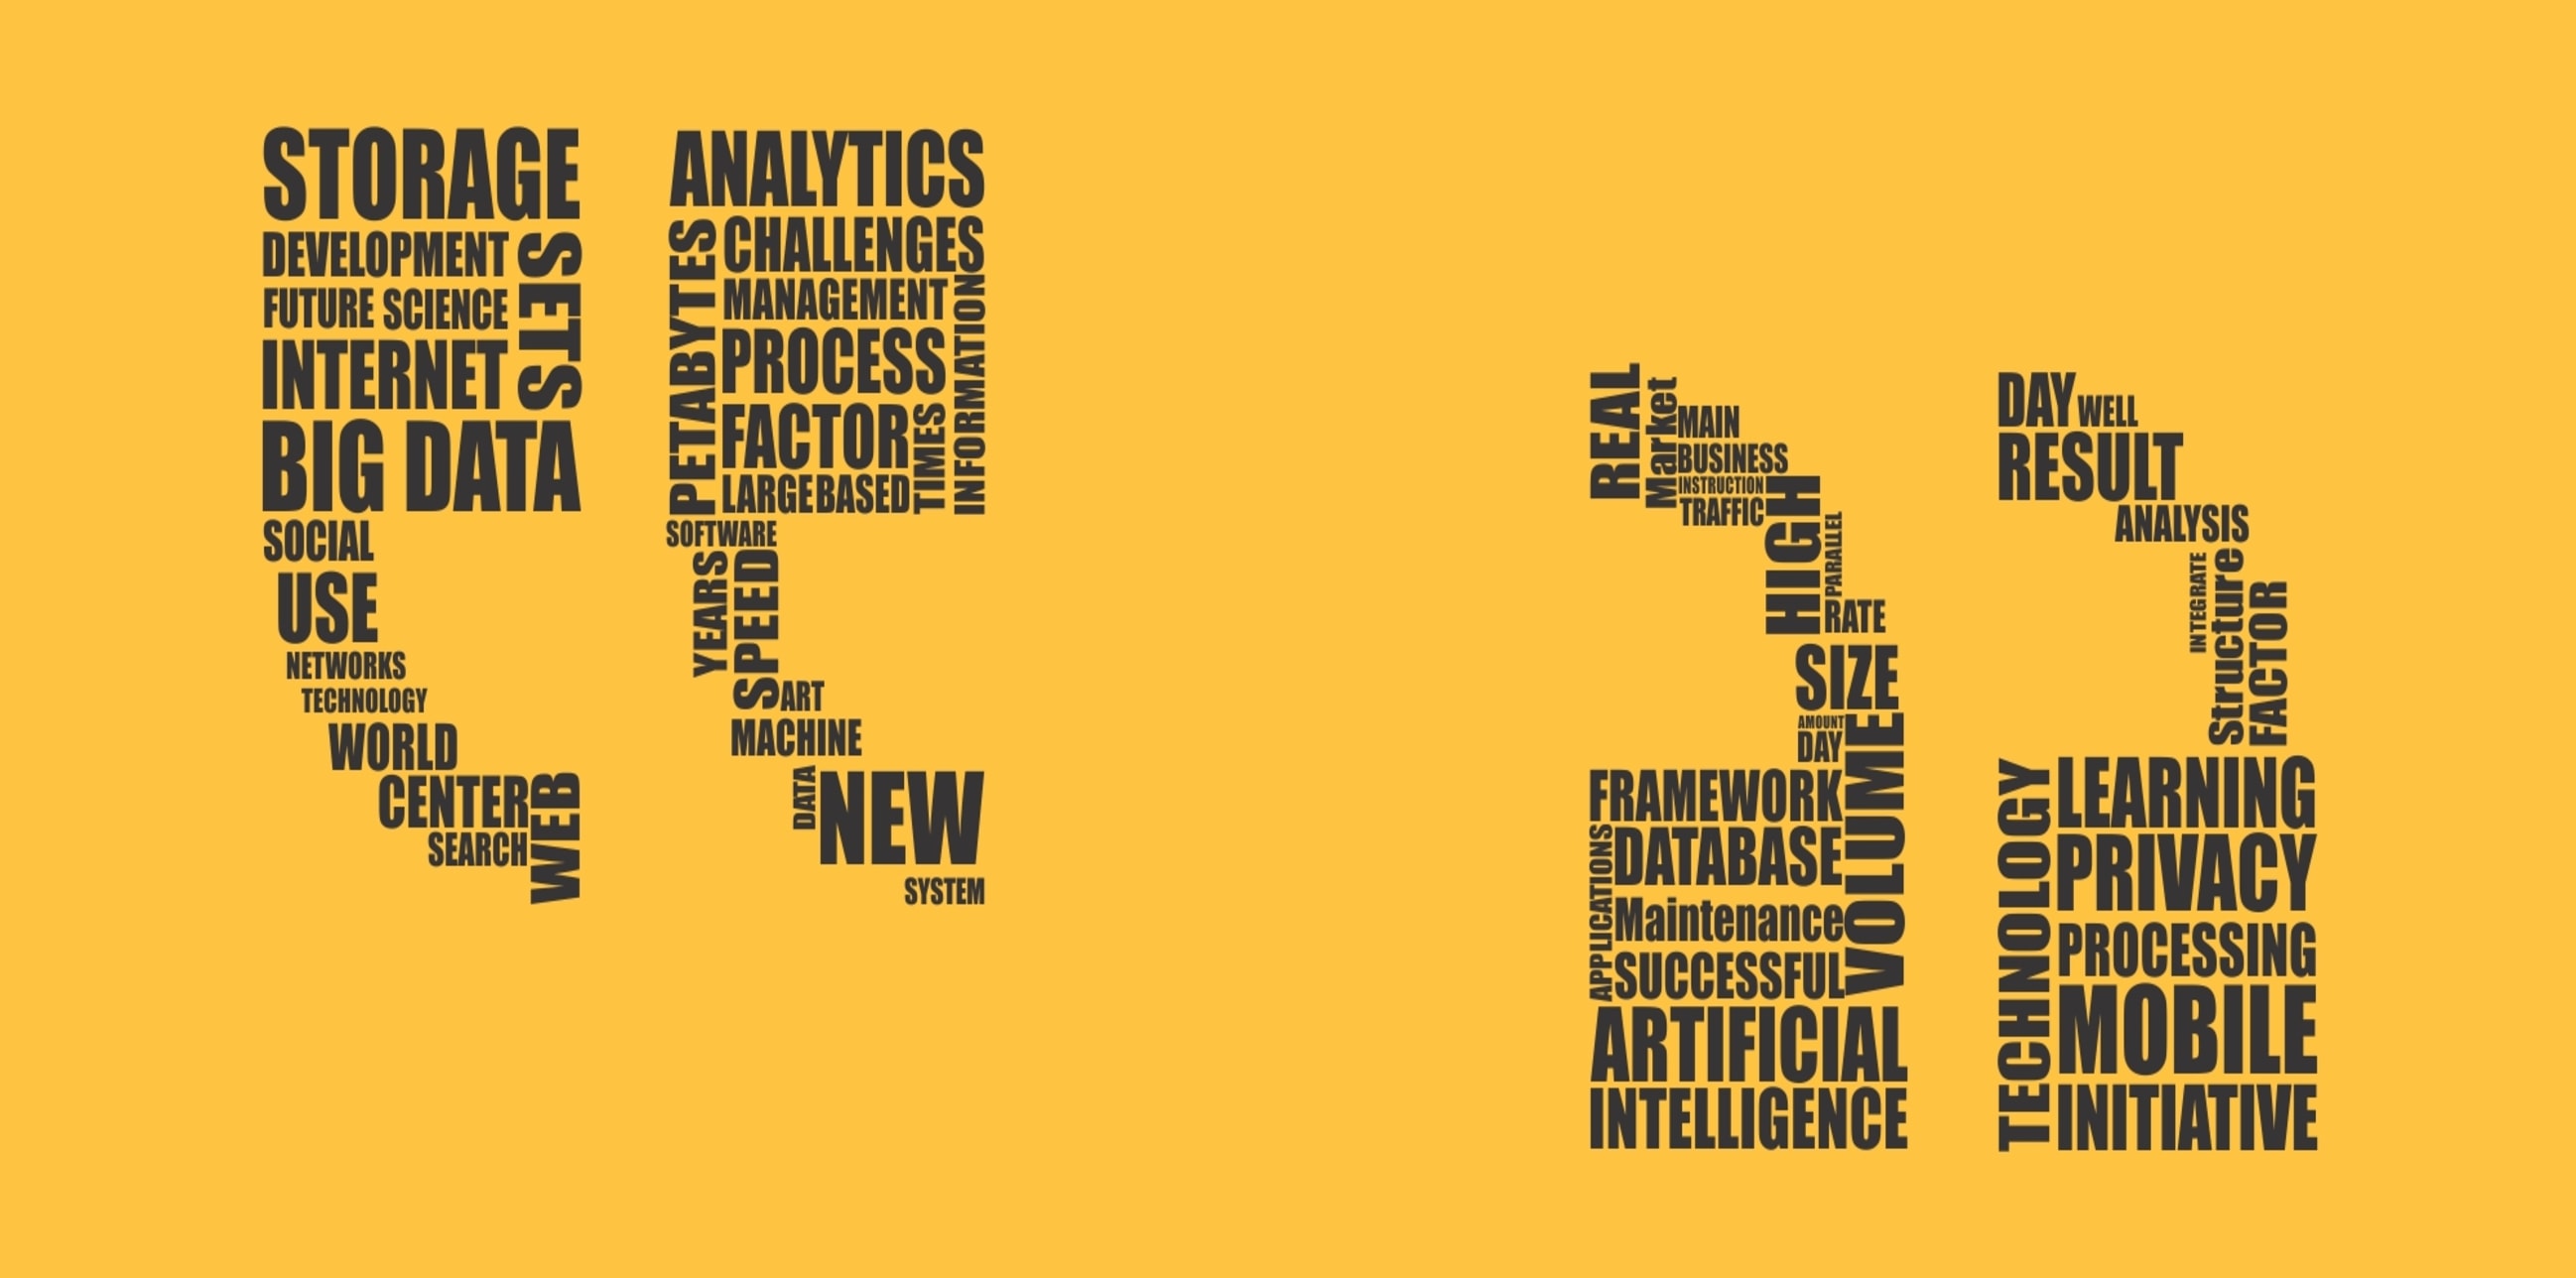 STORAGE
DEVELOPMENT
SETS
FUTURE SCIENCE
INTERNET
BIG DATA
SOCIAL
USE
NETWORKS
TECHNOLOGY
WORLD
CENTER
WEB
SEARCH
ANALYTICS
PETABYTES
CHALLENGES
MANAGEMENT
INFORMATION
PROCESS
FACTOR
TIMES
LARGE BASED
SOFTWARE
YEARS
SPEED
ART
MACHINE
DATA
NEW
SYSTEM
REAL
Market
MAIN
BUSINESS
INSTRUCTION
TRAFFIC
HIGH
PARALLEL
RATE
SIZE
AMOUNT
DAY
VOLUME
FRAMEWORK
APPLICATIONS
DATABASE
Maintenance
SUCCESSFUL
ARTIFICIAL
INTELLIGENCE
DAY WELL
RESULT
ANALYSIS
INTEGRATE
Structure
FACTOR
TECHNOLOGY
LEARNING
PRIVACY
PROCESSING
MOBILE
INITIATIVE